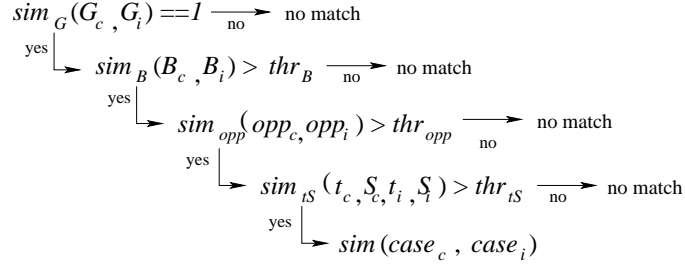 sim_G(G_c, G_i)==1 no no match
yes
sim_B(B_c, B_i) > thr_B no no match
yes
sim_opp(opp_c, opp_i) > thr_opp no no match
yes
sim_tS(t_c, S_c, t_i, S_i) > thr_tS no no match
yes
sim(case_c, case_i)